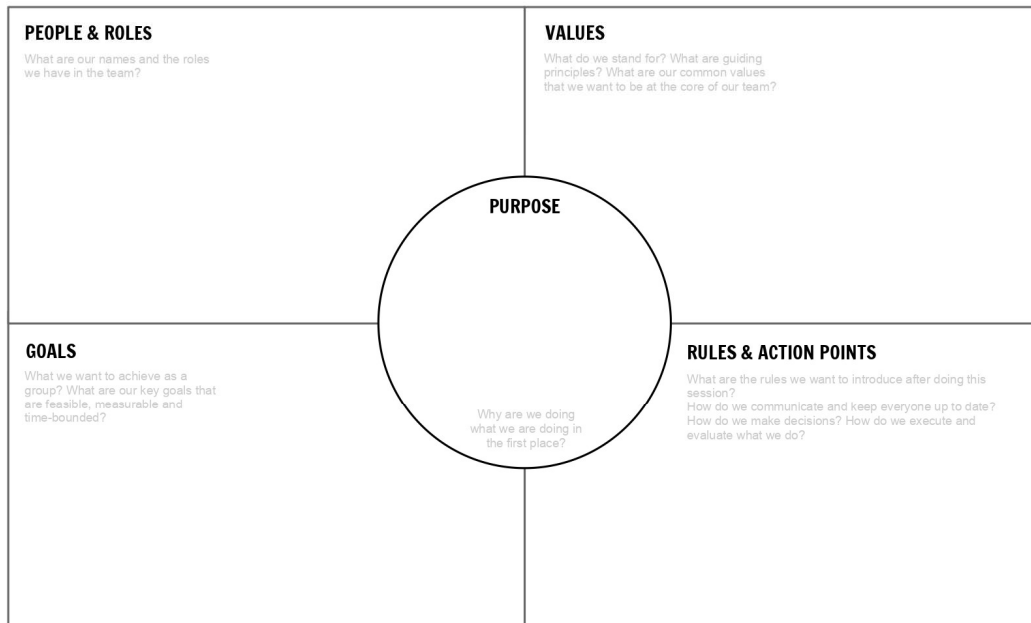 PEOPLE & ROLES
What are our names and the roles
we have in the team?
VALUES
What do we stand for? What are guiding
principles? What are our common values
that we want to be at the core of our team?
PURPOSE
Why are we doing
what we are doing in
the first place?
GOALS
What we want to achieve as a
group? What are our key goals that
are feasible, measurable and
time-bounded?
RULES & ACTION POINTS
What are the rules we want to introduce after doing this
session?
How do we communicate and keep everyone up to date?
How do we make decisions? How do we execute and
evaluate what we do?